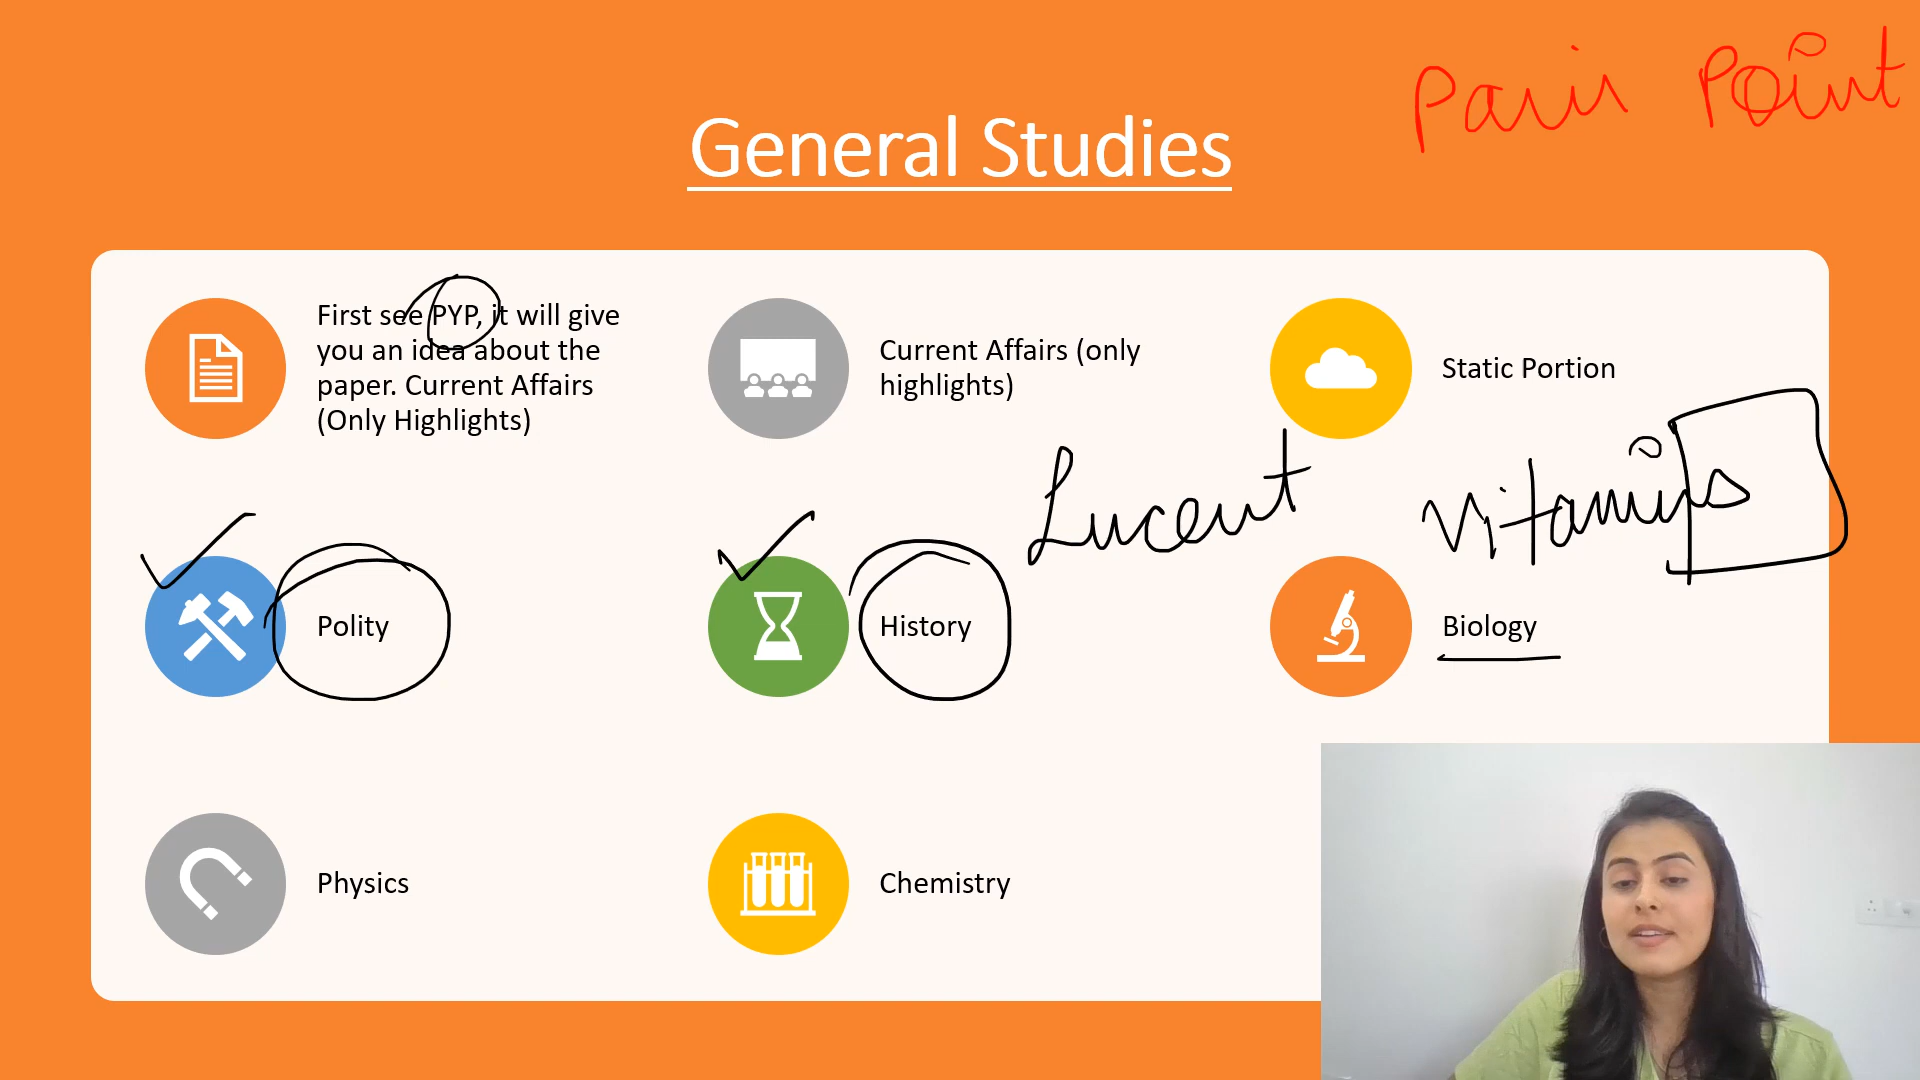 Pain Point
General Studies
First see PYP, it will give
you an idea about the
paper. Current Affairs
(Only Highlights)
Current Affairs (only
highlights)
Static Portion
Lucent
Vitamins
Polity
History
Biology
Physics
Chemistry